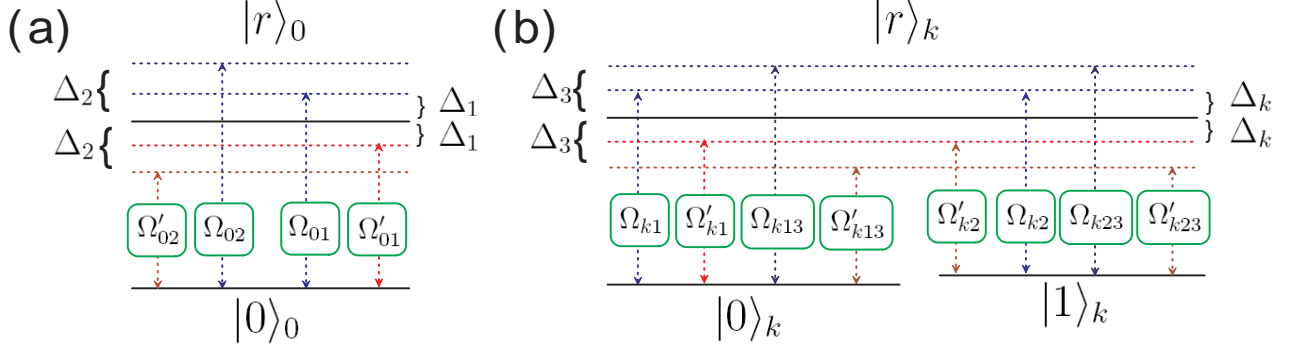 (a) |r⟩₀ (b) |r⟩ₖ
Δ₂ { } Δ₁ Δ₃ { } Δₖ
Δ₂ { } Δ₁ Δ₃ { } Δₖ
Ω′₀₂ Ω₀₂ Ω₀₁ Ω′₀₁ Ωₖ₁ Ω′ₖ₁ Ωₖ₁₃ Ω′ₖ₁₃ Ω′ₖ₂ Ωₖ₂ Ωₖ₂₃ Ω′ₖ₂₃
|0⟩₀ |0⟩ₖ |1⟩ₖ